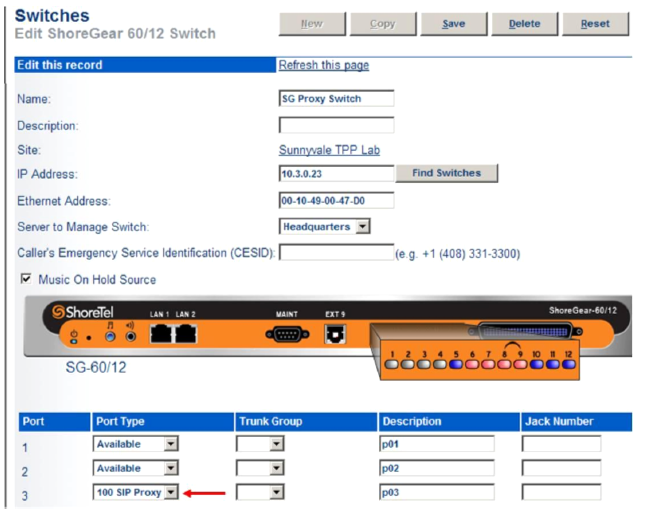 Switches
Edit ShoreGear 60/12 Switch
New Copy Save Delete Reset
Edit this record Refresh this page
Name: SG Proxy Switch
Description:
Site: Sunnyvale TPP Lab
IP Address: 10.3.0.23 Find Switches
Ethernet Address: 00-10-49-00-47-D0
Server to Manage Switch: Headquarters
Caller's Emergency Service Identification (CESID): (e.g. +1 (408) 331-3300)
Music On Hold Source
ShoreTel LAN 1 LAN 2 MAINT EXT 9 ShoreGear-60/12
1 2 3 4 5 6 7 8 9 10 11 12
SG-60/12
Port Port Type Trunk Group Description Jack Number
1 Available p01
2 Available p02
3 100 SIP Proxy p03